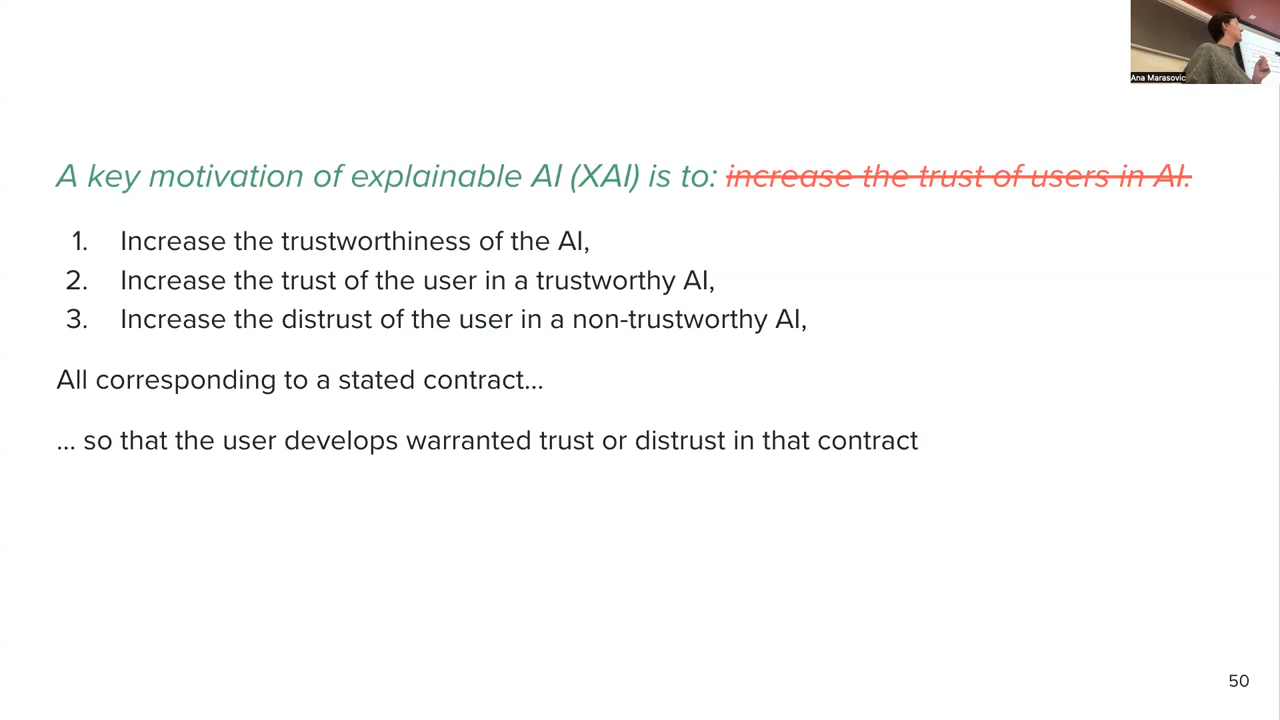 Ana Marasovic
A key motivation of explainable AI (XAI) is to: increase the trust of users in AI.
1. Increase the trustworthiness of the AI,
2. Increase the trust of the user in a trustworthy AI,
3. Increase the distrust of the user in a non-trustworthy AI,
All corresponding to a stated contract...
... so that the user develops warranted trust or distrust in that contract
50